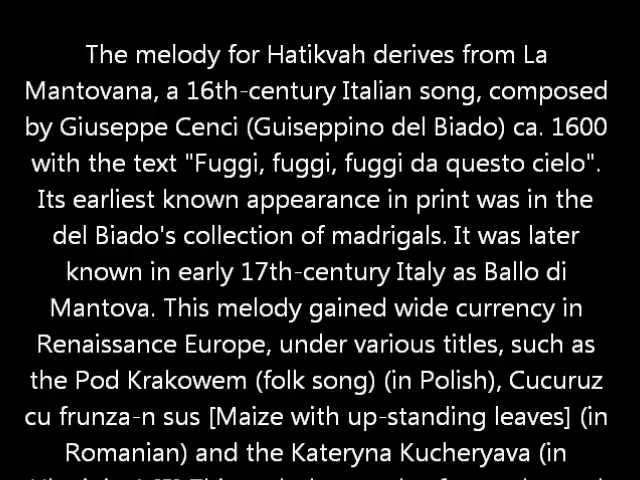 The melody for Hatikvah derives from La
Mantovana, a 16th-century Italian song, composed
by Giuseppe Cenci (Guiseppino del Biado) ca. 1600
with the text "Fuggi, fuggi, fuggi da questo cielo".
Its earliest known appearance in print was in the
del Biado's collection of madrigals. It was later
known in early 17th-century Italy as Ballo di
Mantova. This melody gained wide currency in
Renaissance Europe, under various titles, such as
the Pod Krakowem (folk song) (in Polish), Cucuruz
cu frunza-n sus [Maize with up-standing leaves] (in
Romanian) and the Kateryna Kucheryava (in